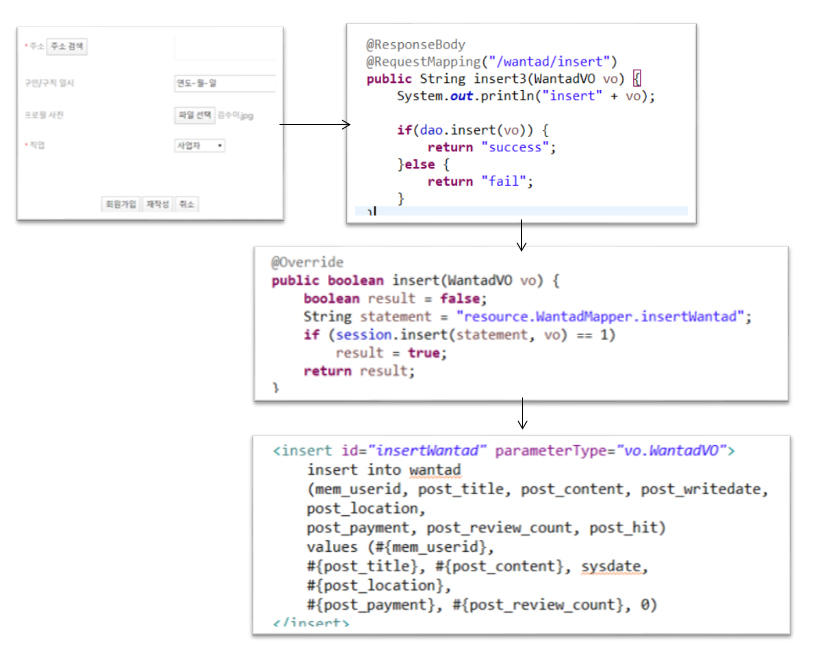 *주소 주소 검색
구인/구직 일시 연도-월-일
프로필 사진 파일 선택 김수미.jpg
*직업 사업자
회원가입 재작성 취소
@ResponseBody
@RequestMapping("/wantad/insert")
public String insert3(WantadVO vo) {
System.out.println("insert" + vo);
if(dao.insert(vo)) {
return "success";
}else {
return "fail";
}
}
@Override
public boolean insert(WantadVO vo) {
boolean result = false;
String statement = "resource.WantadMapper.insertWantad";
if (session.insert(statement, vo) == 1)
result = true;
return result;
}
<insert id="insertWantad" parameterType="vo.WantadVO">
insert into wantad
(mem_userid, post_title, post_content, post_writedate,
post_location,
post_payment, post_review_count, post_hit)
values (#{mem_userid},
#{post_title}, #{post_content}, sysdate,
#{post_location},
#{post_payment}, #{post_review_count}, 0)
</insert>